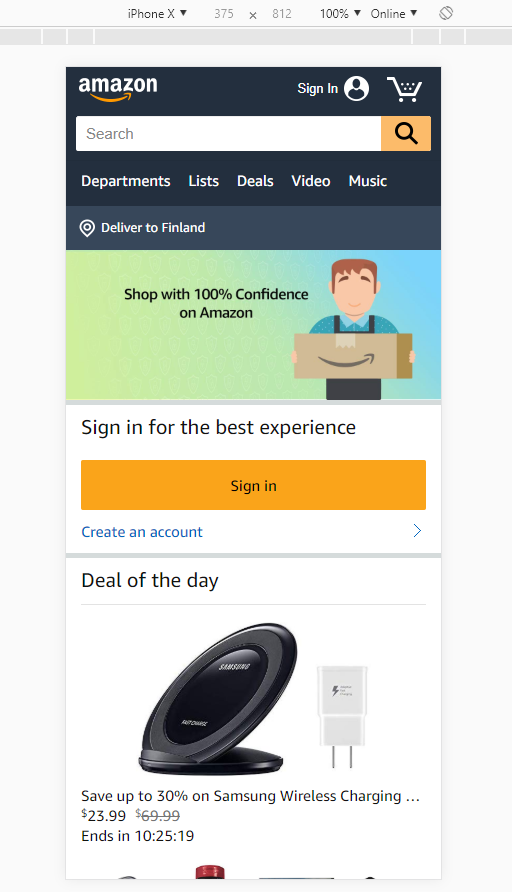 iPhone X 375 × 812 100% Online
amazon
Sign In
Search
Departments Lists Deals Video Music
Deliver to Finland
Shop with 100% Confidence
on Amazon
Sign in for the best experience
Sign in
Create an account
Deal of the day
SAMSUNG
FAST CHARGE
Save up to 30% on Samsung Wireless Charging ...
$23.99 $69.99
Ends in 10:25:19